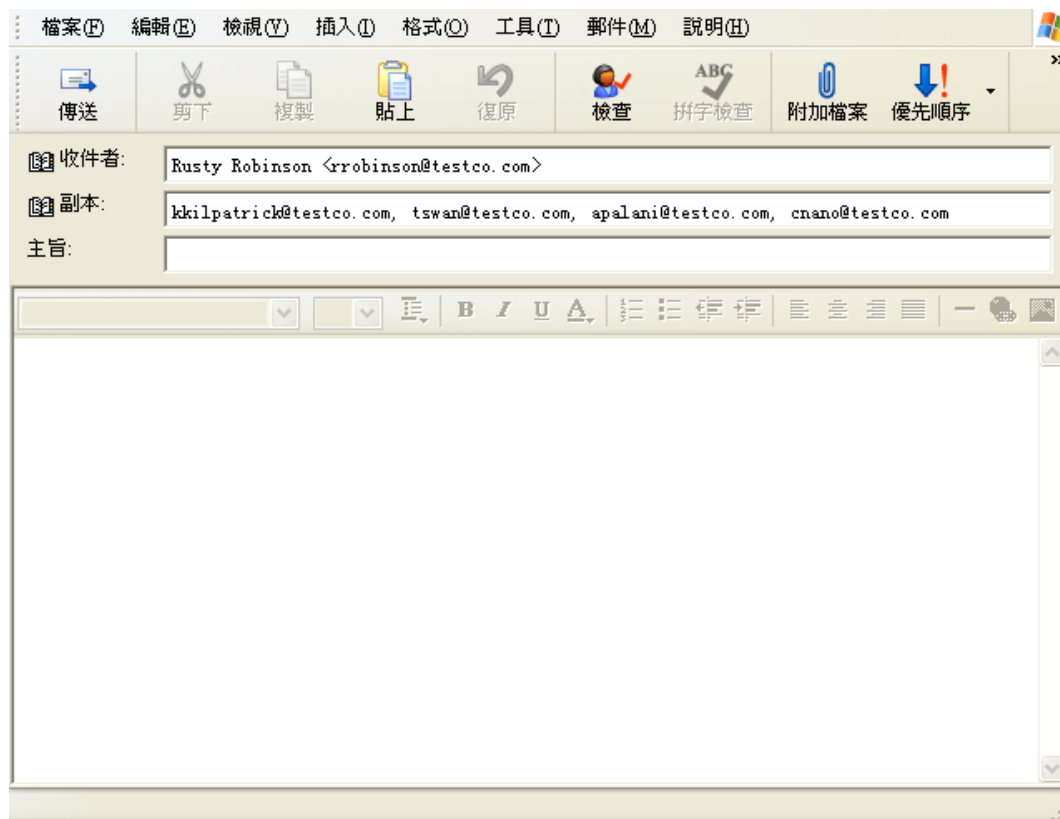 檔案(F) 編輯(E) 檢視(V) 插入(I) 格式(O) 工具(T) 郵件(M) 說明(H)
傳送 剪下 複製 貼上 復原 檢查 ABC 拼字檢查 附加檔案 優先順序
收件者: Rusty Robinson <rrobinson@testco.com>
副本: kkilpatrick@testco.com, tswan@testco.com, apalani@testco.com, cnano@testco.com
主旨:
B I U A